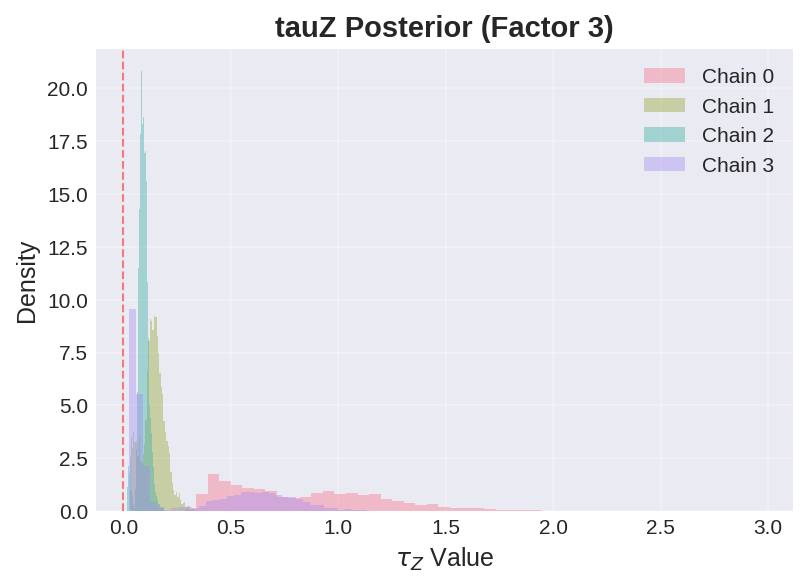 tauZ Posterior (Factor 3)
Chain 0
Chain 1
Chain 2
Chain 3
Density
20.0
17.5
15.0
12.5
10.0
7.5
5.0
2.5
0.0
0.0 0.5 1.0 1.5 2.0 2.5 3.0
τ_Z Value